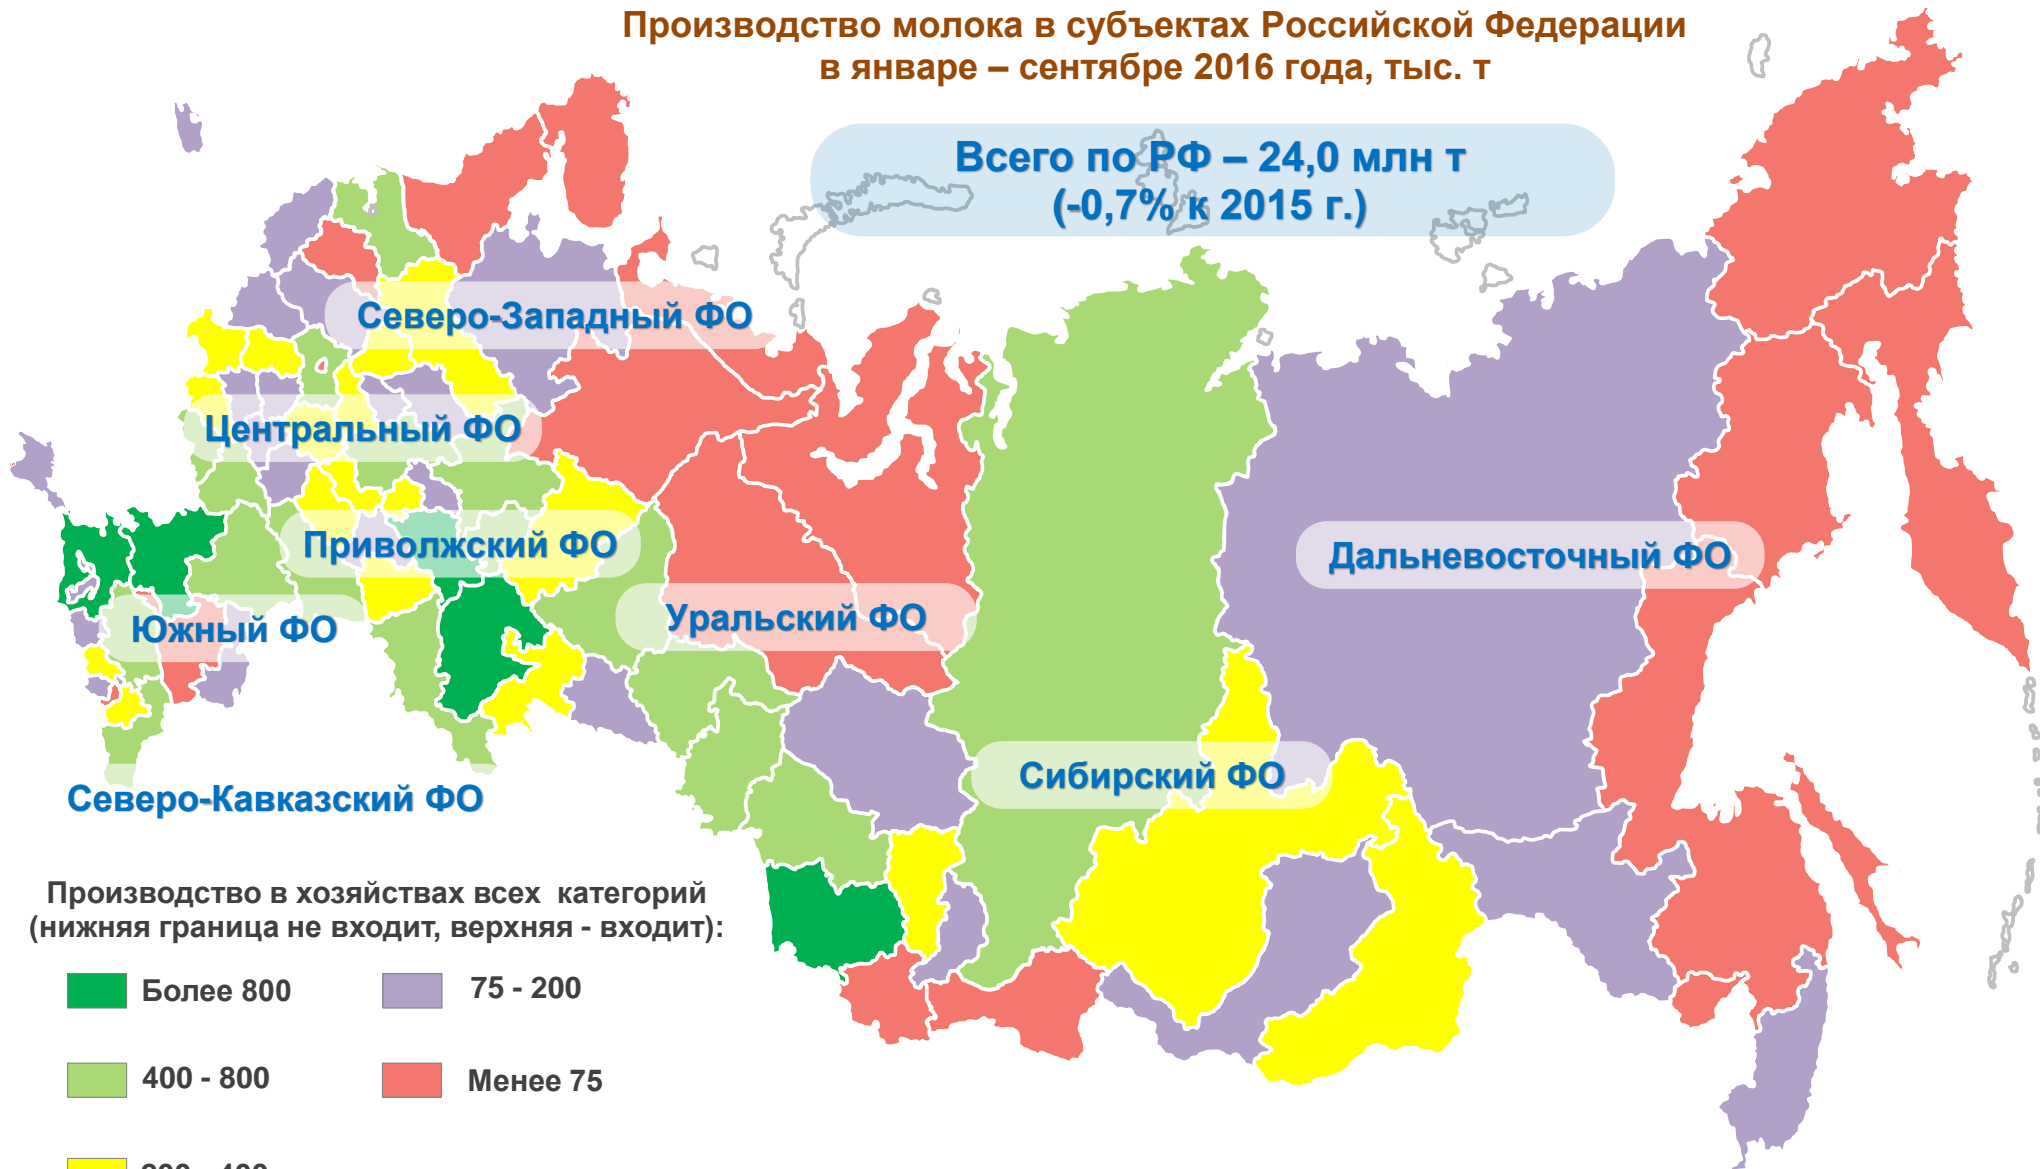 Производство молока в субъектах Российской Федерации
в январе – сентябре 2016 года, тыс. т
Всего по РФ – 24,0 млн т
(-0,7% к 2015 г.)
Северо-Западный ФО
Центральный ФО
Приволжский ФО
Дальневосточный ФО
Южный ФО
Уральский ФО
Сибирский ФО
Северо-Кавказский ФО
Производство в хозяйствах всех категорий
(нижняя граница не входит, верхняя - входит):
Более 800
75 - 200
400 - 800
Менее 75